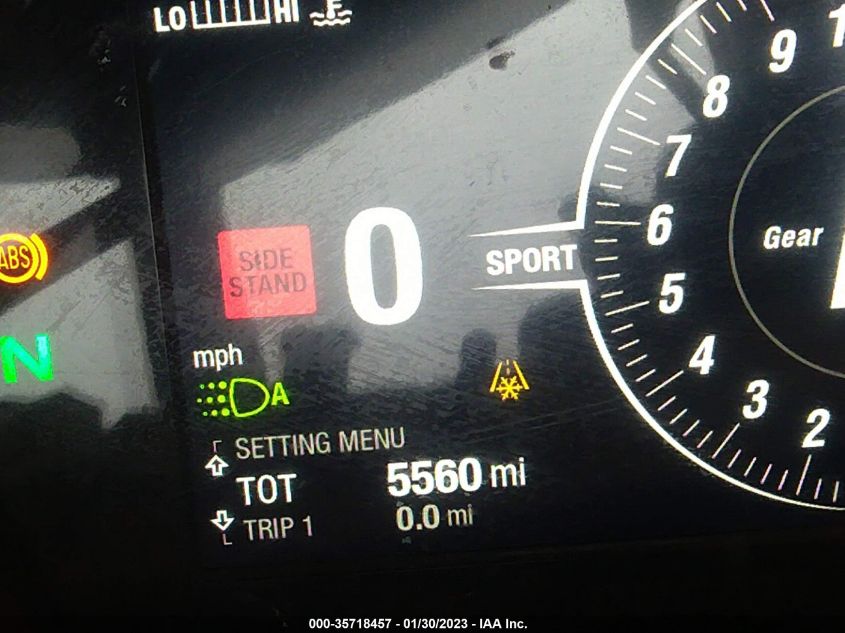 LO HI
9
8
7
6
5
4
3
2
ABS
SIDE
STAND
0
SPORT
Gear
N
mph
A
SETTING MENU
TOT 5560 mi
TRIP 1 0.0 mi
000-35718457 - 01/30/2023 - IAA Inc.